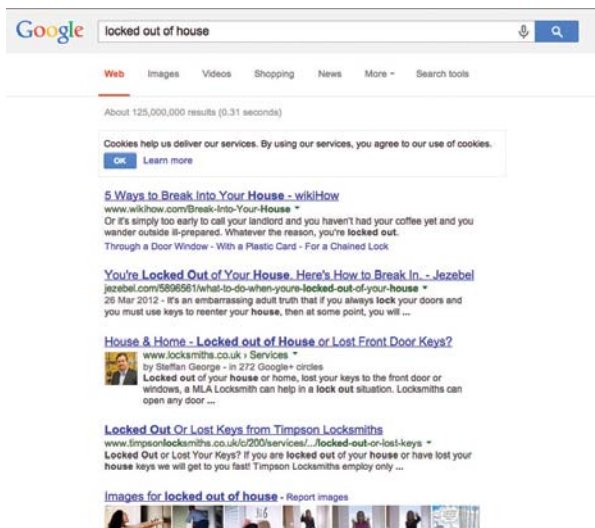 Google
locked out of house
Web Images Videos Shopping News More Search tools
About 125,000,000 results (0.31 seconds)
Cookies help us deliver our services. By using our services, you agree to our use of cookies.
OK Learn more
5 Ways to Break Into Your House - wikiHow
www.wikihow.com/Break-Into-Your-House
Or it's simply too early to call your landlord and you haven't had your coffee yet and you
wander outside ill-prepared. Whatever the reason, you're locked out.
Through a Door Window - With a Plastic Card - For a Chained Lock
You're Locked Out of Your House. Here's How to Break In. - Jezebel
jezebel.com/5896561/what-to-do-when-youre-locked-out-of-your-house
26 Mar 2012 - It's an embarrassing adult truth that if you always lock your doors and
you must use keys to reenter your house, then at some point, you will ...
House & Home - Locked out of House or Lost Front Door Keys?
www.locksmiths.co.uk › Services
by Steffan George - in 272 Google+ circles
Locked out of your house or home, lost your keys to the front door or
windows, a MLA Locksmith can help in a lock out situation. Locksmiths can
open any door ...
Locked Out Or Lost Keys from Timpson Locksmiths
www.timpsonlocksmiths.co.uk/c/200/services/.../locked-out-or-lost-keys
Locked Out or Lost Your Keys? If you are locked out of your house or have lost your
house keys we will get to you fast! Timpson Locksmiths employ only ...
Images for locked out of house - Report images